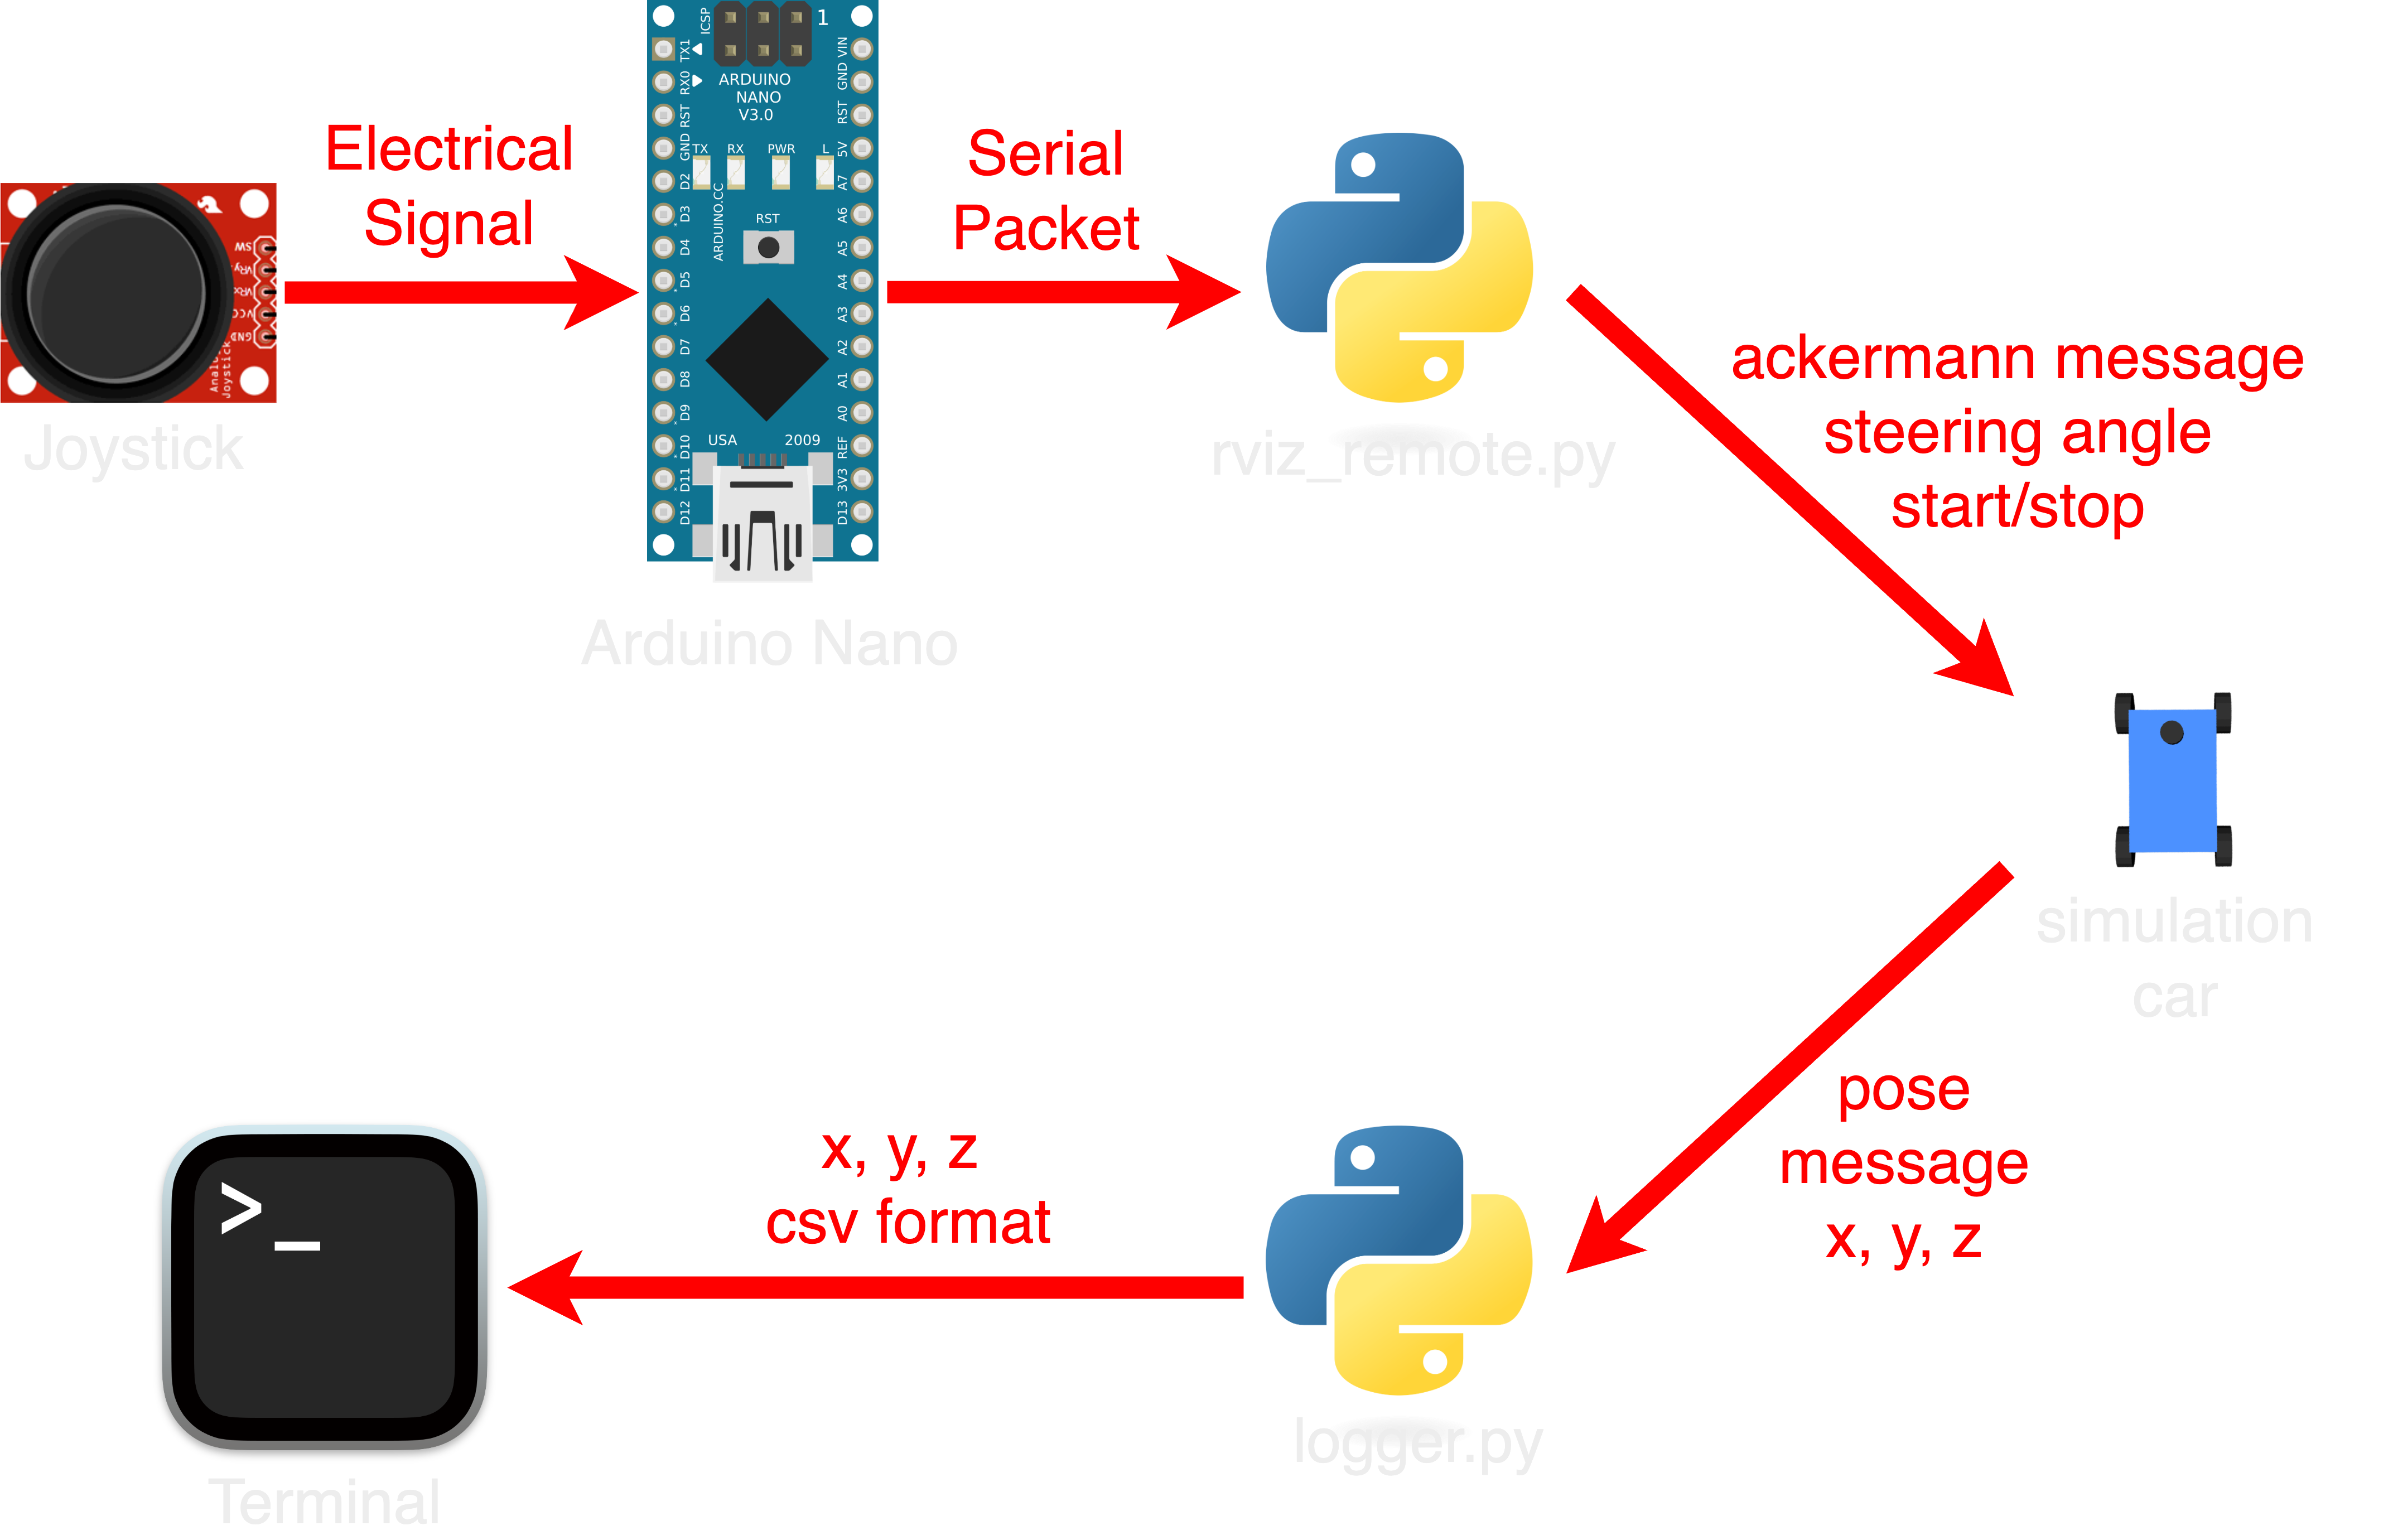 Electrical
Signal
Serial
Packet
ackermann message
steering angle
start/stop
SW
VRy
VRx
VCC
GND
Analog
Joystick
Joystick
ICSP
1
TX1
RX0
RST
GND
D2
D3
D4
D5
D6
D7
D8
D9
D10
D11
D12
VIN
GND
RST
5V
A7
A6
A5
A4
A3
A2
A1
A0
REF
3V3
D13
ARDUINO
NANO
V3.0
TX RX PWR L
ARDUINO.CC
RST
USA 2009
Arduino Nano
rviz_remote.py
simulation
car
pose
message
x, y, z
x, y, z
csv format
>_
logger.py
Terminal